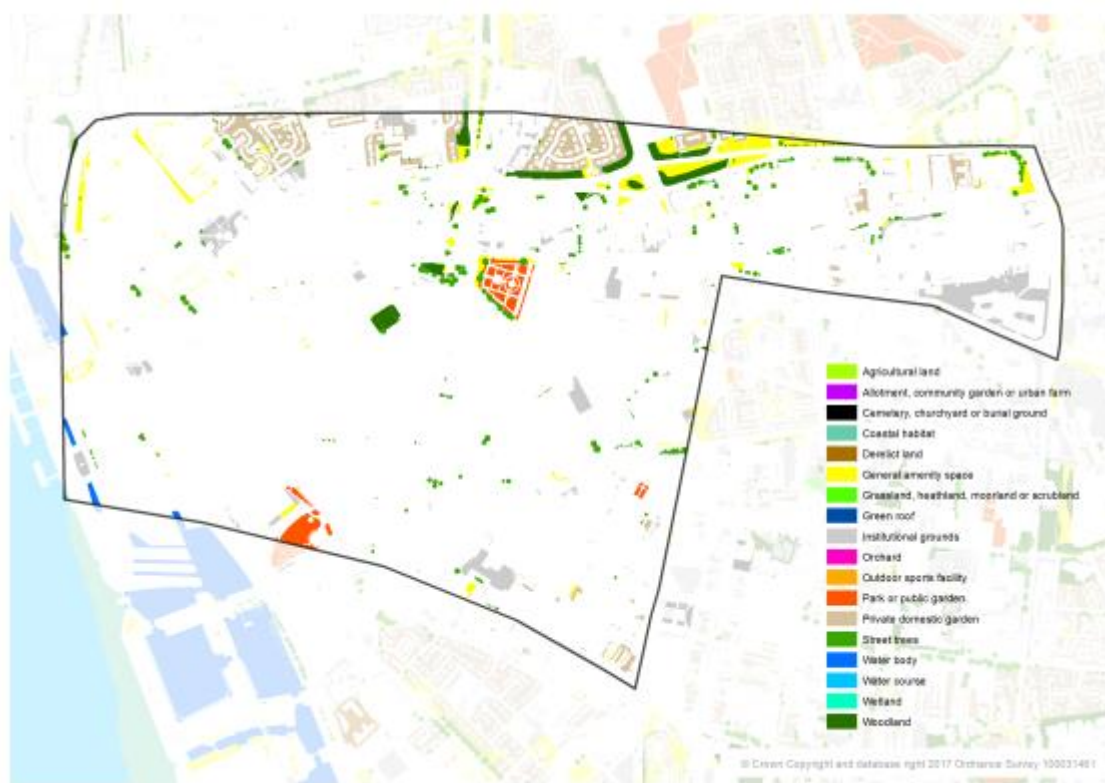 Agricultural land
Allotment, community garden or urban farm
Cemetery, churchyard or burial ground
Coastal habitat
Derelict land
General amenity space
Grassland, heathland, moorland or scrubland
Green roof
Institutional grounds
Orchard
Outdoor sports facility
Park or public garden
Private domestic garden
Street trees
Water body
Water course
Wetland
Woodland
© Crown Copyright and database right 2017 Ordnance Survey 100031461